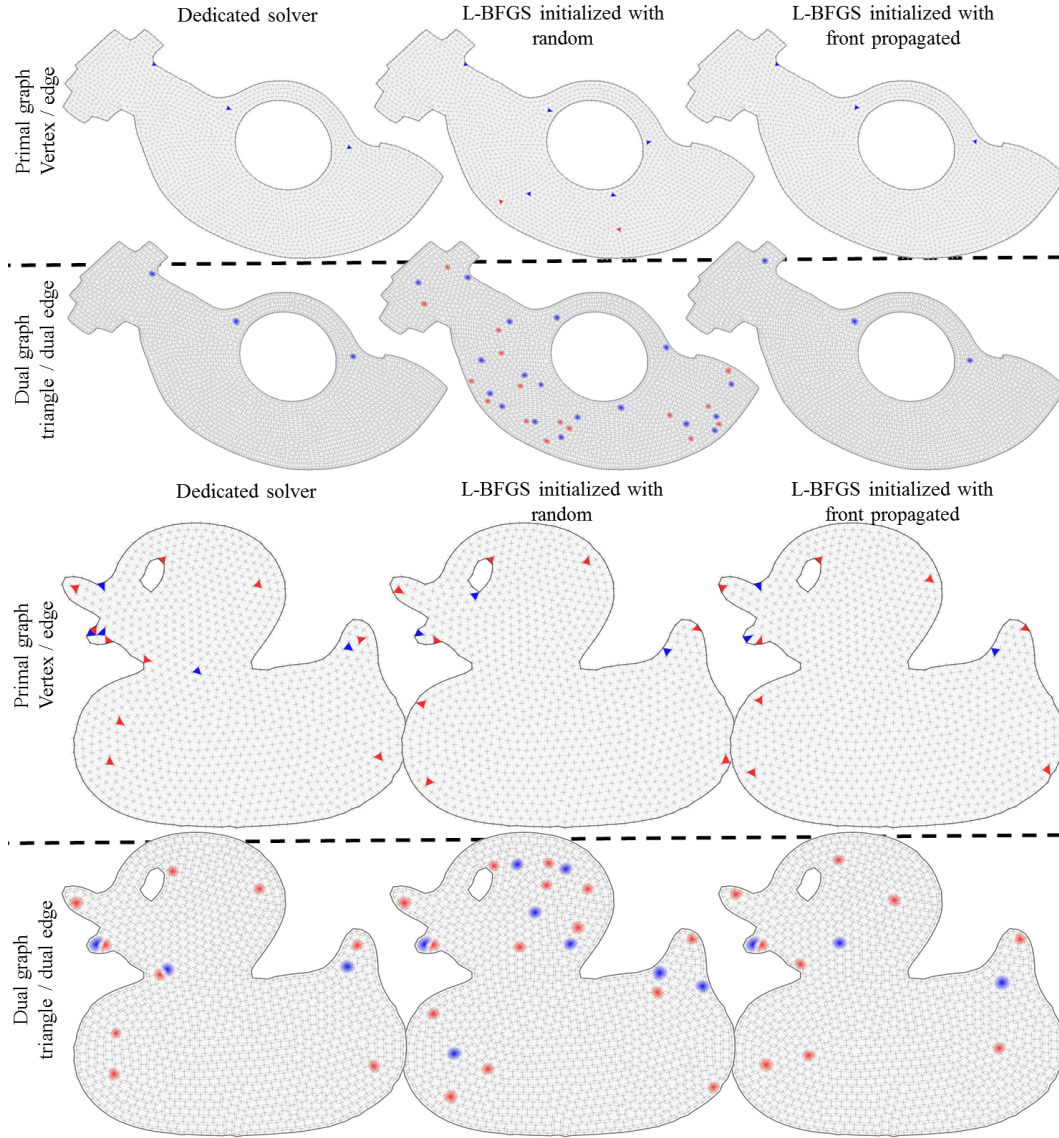 Dedicated solver
L-BFGS initialized with
random
L-BFGS initialized with
front propagated
Primal graph
Vertex / edge
Dual graph
triangle / dual edge
Dedicated solver
L-BFGS initialized with
random
L-BFGS initialized with
front propagated
Primal graph
Vertex / edge
Dual graph
triangle / dual edge